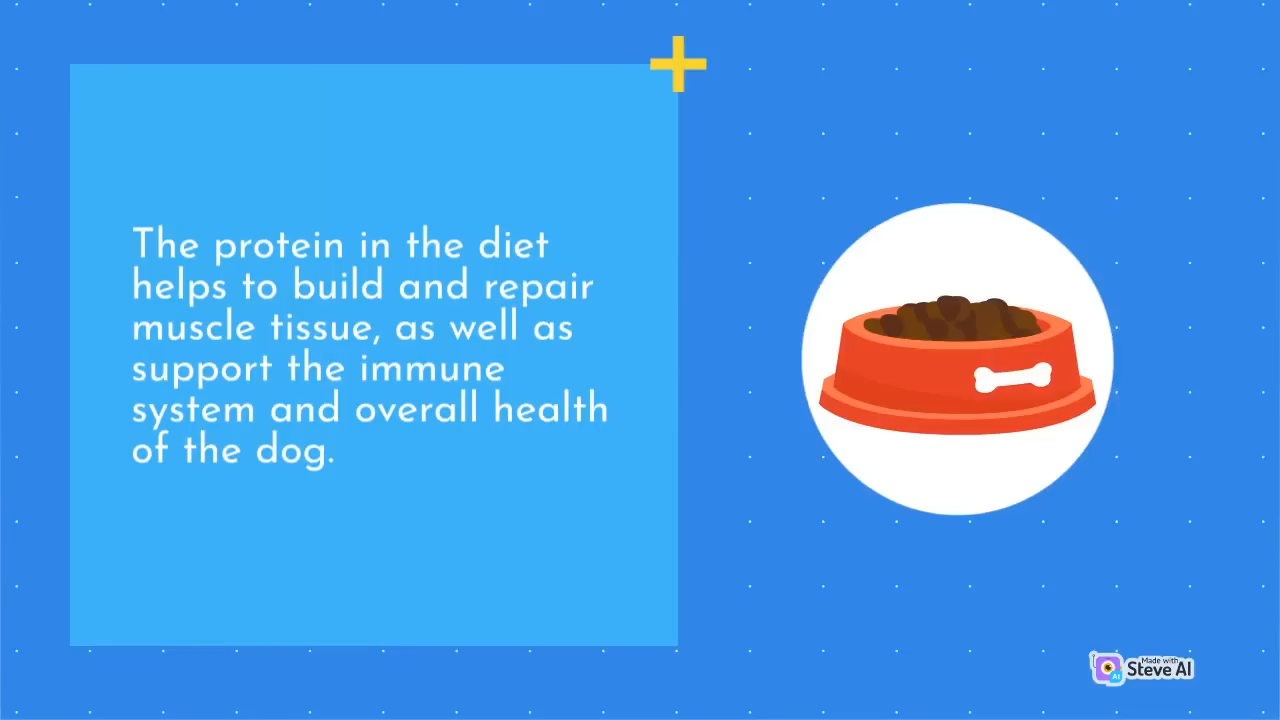 The protein in the diet
helps to build and repair
muscle tissue, as well as
support the immune
system and overall health
of the dog.
Made with
Steve AI
AI